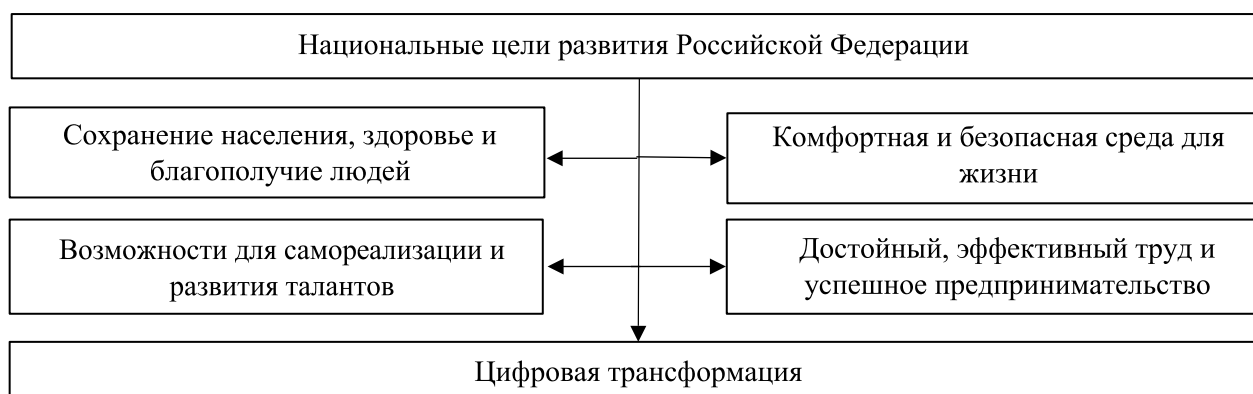 Национальные цели развития Российской Федерации
Сохранение населения, здоровье и
благополучие людей
Комфортная и безопасная среда для
жизни
Возможности для самореализации и
развития талантов
Достойный, эффективный труд и
успешное предпринимательство
Цифровая трансформация